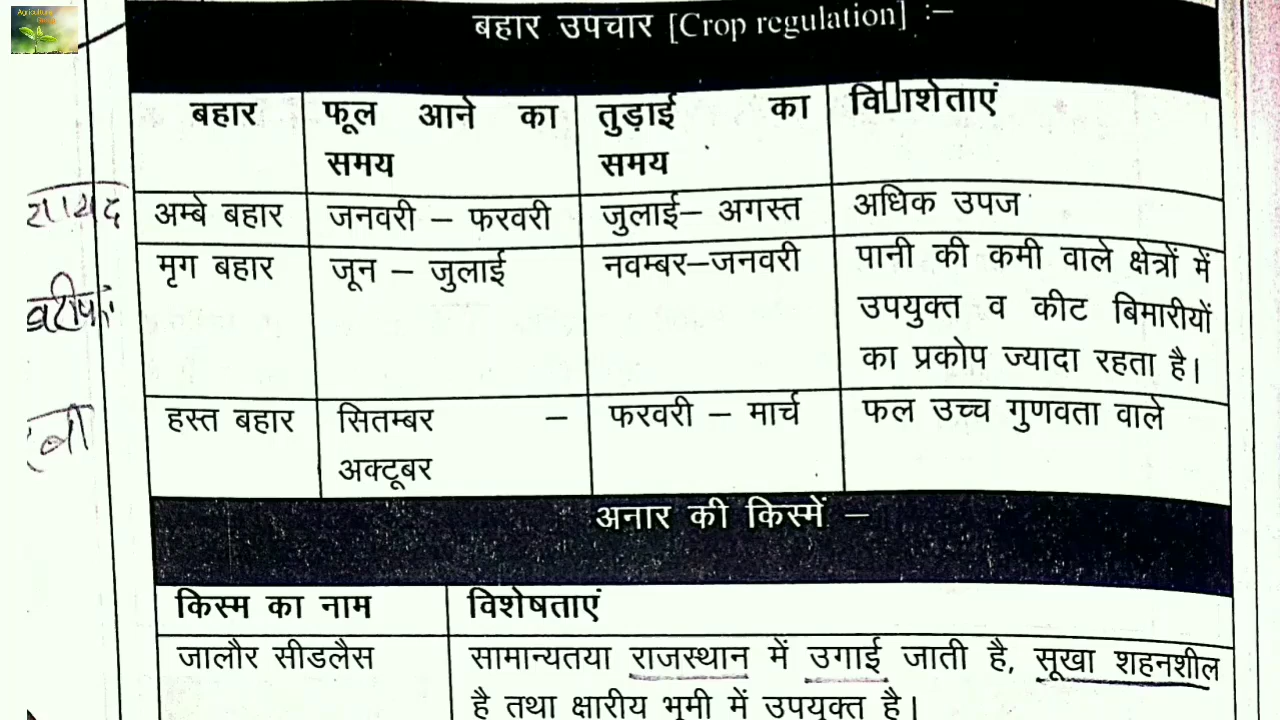 Agriculture
बहार उपचार [Crop regulation] :–
बहार
फूल आने का
समय
तुड़ाई का
समय
वि▯ाशेताएं
अम्बे बहार
जनवरी – फरवरी
जुलाई– अगस्त
अधिक उपज
मृग बहार
जून – जुलाई
नवम्बर–जनवरी
पानी की कमी वाले क्षेत्रों में
उपयुक्त व कीट बिमारीयों
का प्रकोप ज्यादा रहता है।
हस्त बहार
सितम्बर –
अक्टूबर
फरवरी – मार्च
फल उच्च गुणवता वाले
अनार की किस्में –
किस्म का नाम
विशेषताएं
जालौर सीडलैस
सामान्यतया राजस्थान में उगाई जाती है, सूखा शहनशील
है तथा क्षारीय भूमी में उपयुक्त है।